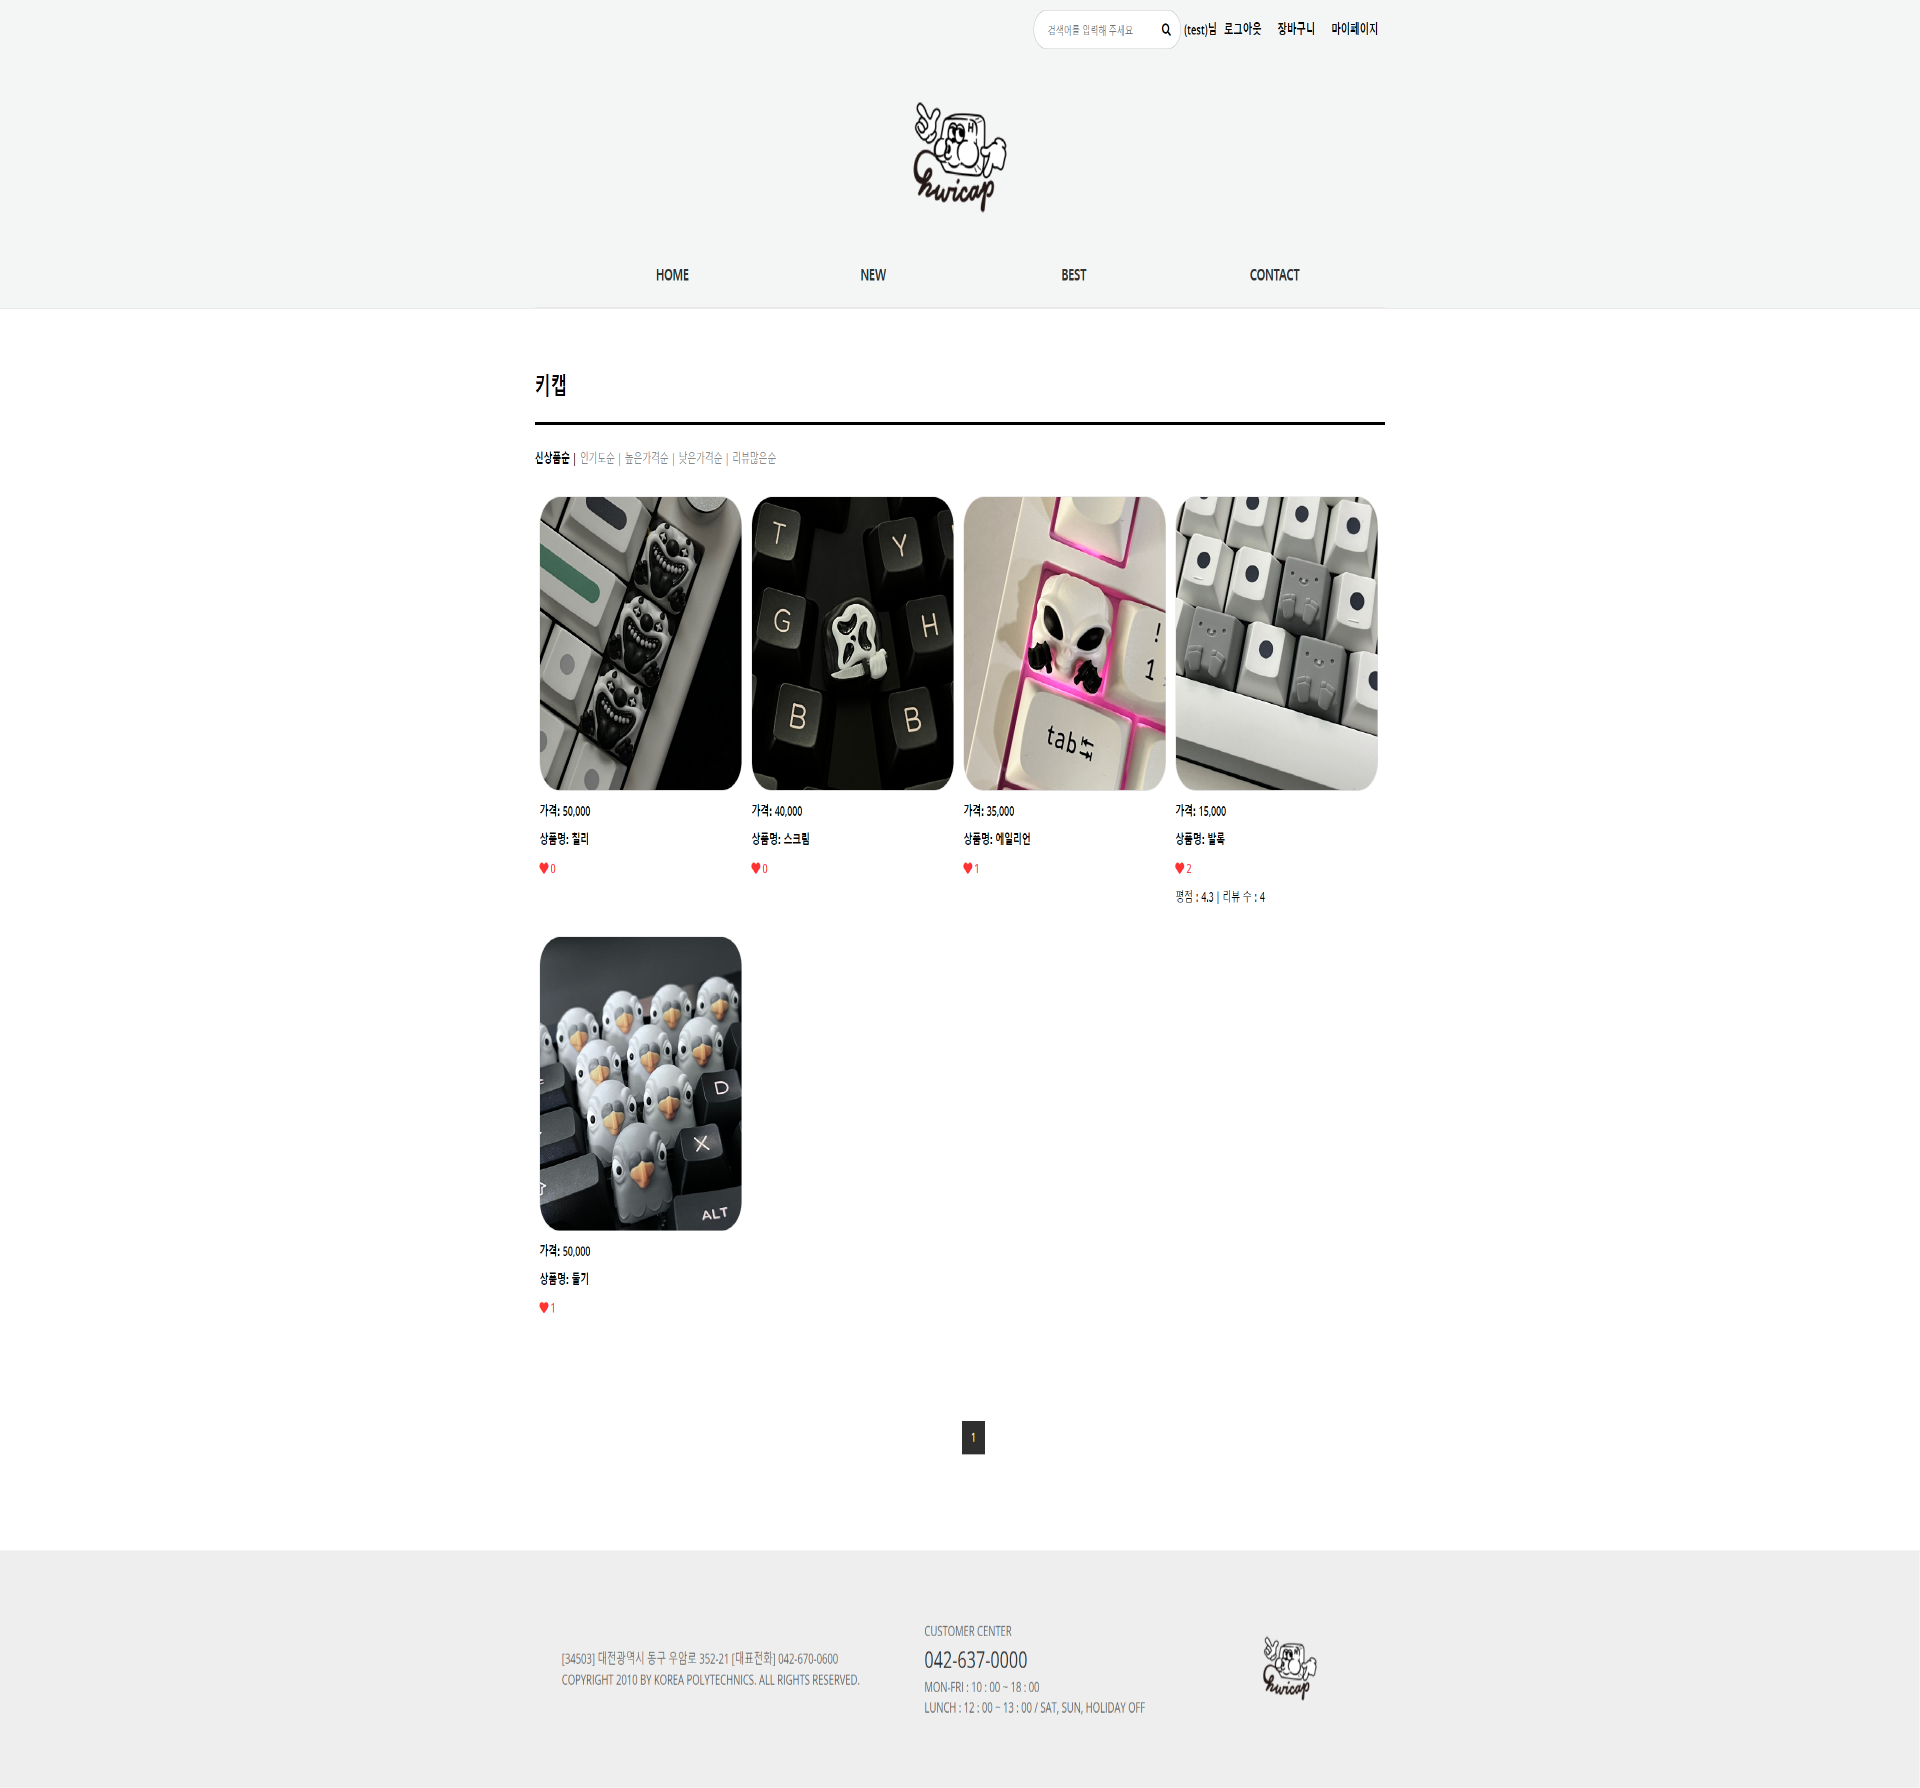 검색어를 입력해 주세요 (test)님 로그아웃 장바구니 마이페이지
H
hwicap
HOME NEW BEST CONTACT
키캡
신상품순 | 인기도순 | 높은가격순 | 낮은가격순 | 리뷰많은순
T Y
G H
B B
!
1
tab
가격: 50,000 가격: 40,000 가격: 35,000 가격: 15,000
상품명: 칠리 상품명: 스크림 상품명: 에일리언 상품명: 발록
♥ 0 ♥ 0 ♥ 1 ♥ 2
평점 : 4.3 | 리뷰 수 : 4
D
X
ALT
가격: 50,000
상품명: 둘기
♥ 1
1
CUSTOMER CENTER
[34503] 대전광역시 동구 우암로 352-21 [대표전화] 042-670-0600
042-637-0000
COPYRIGHT 2010 BY KOREA POLYTECHNICS. ALL RIGHTS RESERVED.
MON-FRI : 10 : 00 ~ 18 : 00
LUNCH : 12 : 00 ~ 13 : 00 / SAT, SUN, HOLIDAY OFF
hwicap